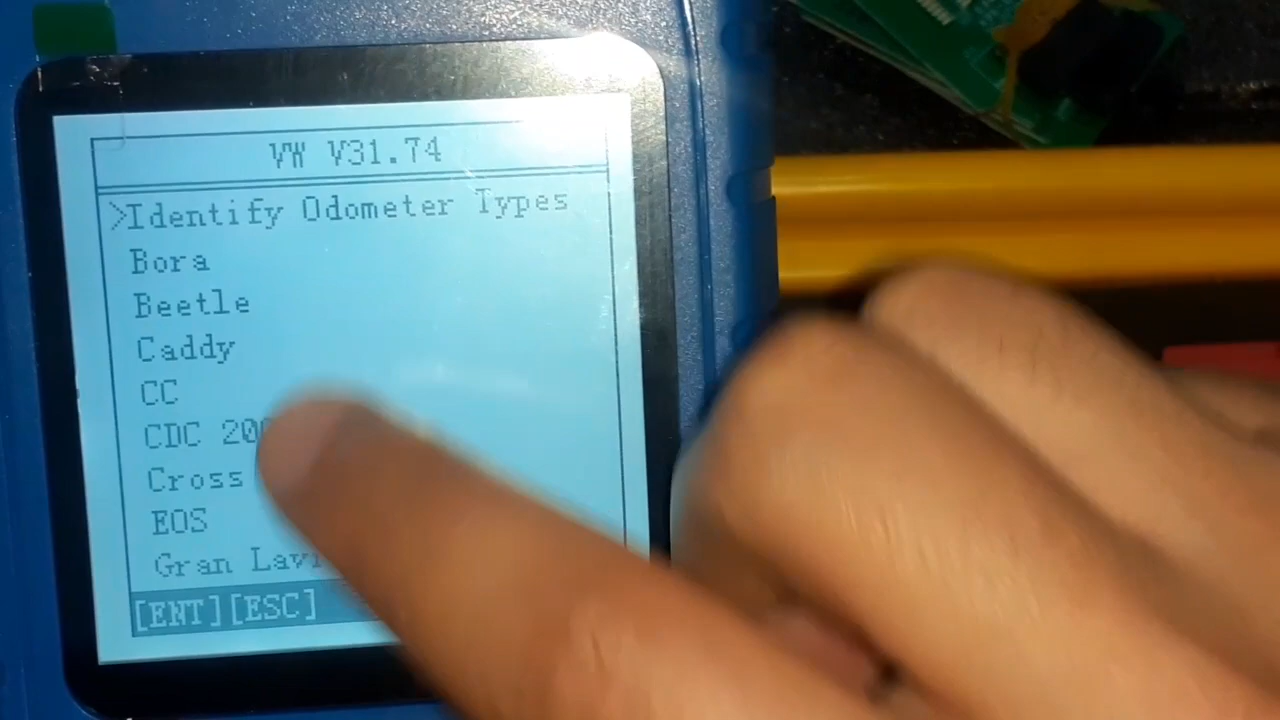 VW V31.74
>Identify Odometer Types
Bora
Beetle
Caddy
CC
CDC
Cross
EOS
Gran
[ENT][ESC]